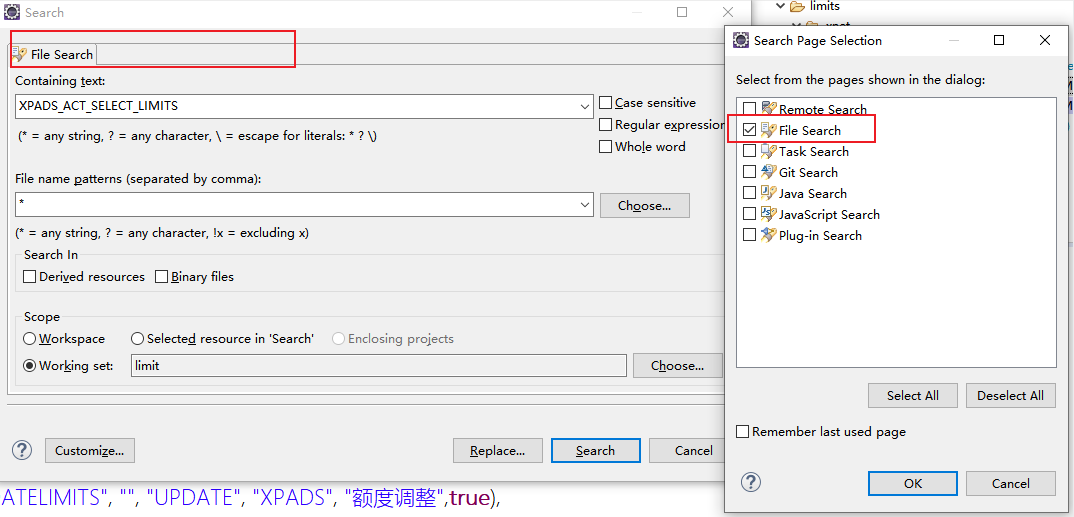 Search
File Search
Containing text:
XPADS_ACT_SELECT_LIMITS
(* = any string, ? = any character, \ = escape for literals: * ? \)
Case sensitive
Regular expression
Whole word
File name patterns (separated by comma):
*
Choose...
(* = any string, ? = any character, !x = excluding x)
Search In
Derived resources
Binary files
Scope
Workspace
Selected resource in 'Search'
Enclosing projects
Working set:
limit
Choose...
Customize...
Replace...
Search
Cancel
ATELIMITS", "", "UPDATE", "XPADS", "额度调整",true),
limits
Search Page Selection
Select from the pages shown in the dialog:
Remote Search
File Search
Task Search
Git Search
Java Search
JavaScript Search
Plug-in Search
Select All
Deselect All
Remember last used page
OK
Cancel